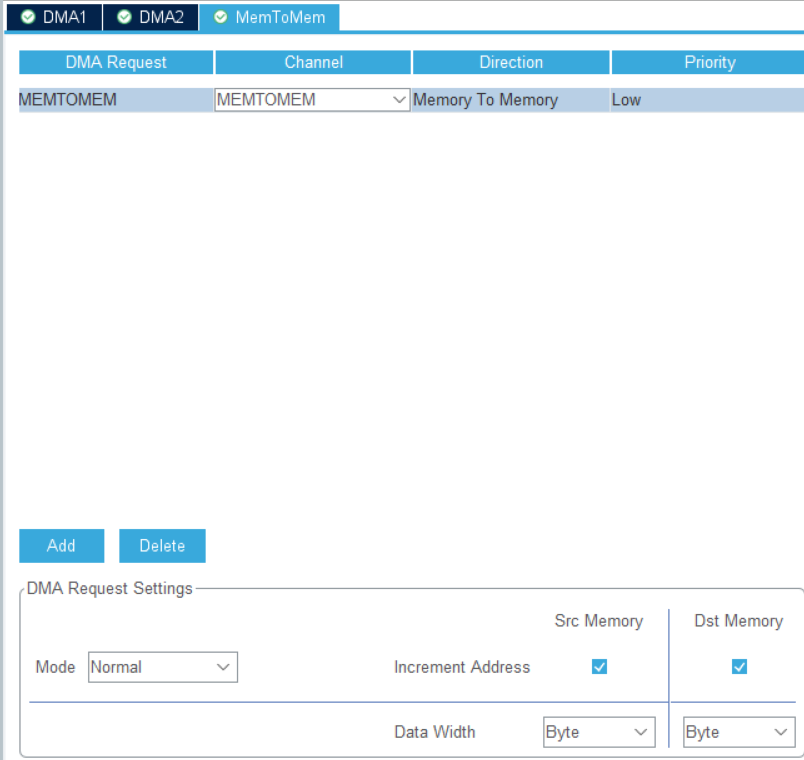 DMA1 DMA2 MemToMem
DMA Request Channel Direction Priority
MEMTOMEM MEMTOMEM Memory To Memory Low
Add Delete
DMA Request Settings
Src Memory Dst Memory
Mode Normal Increment Address
Data Width Byte Byte